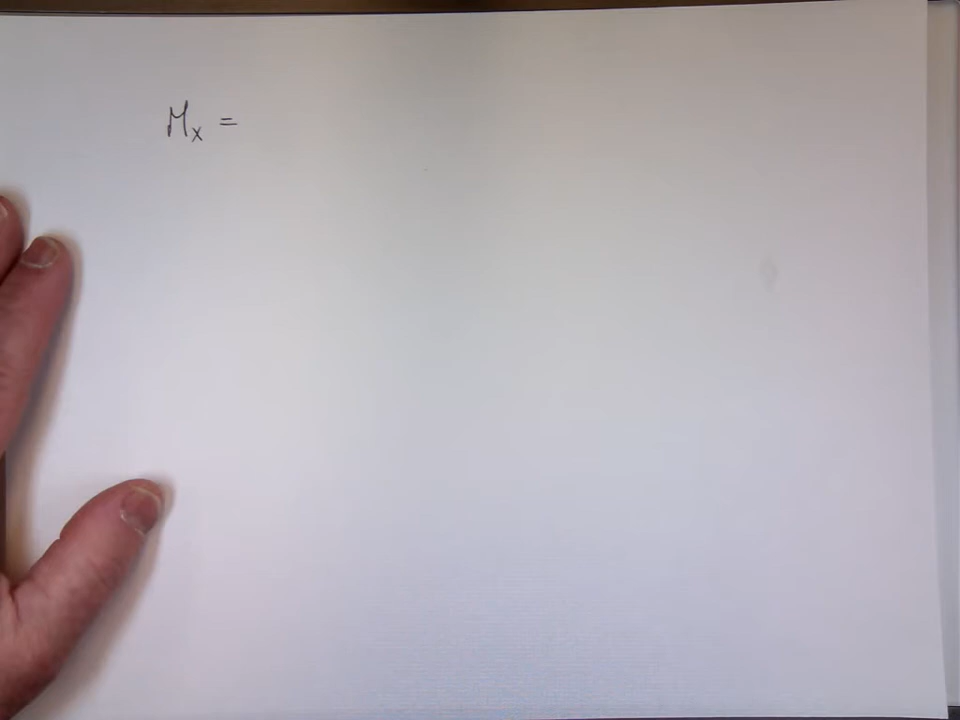 Mx =